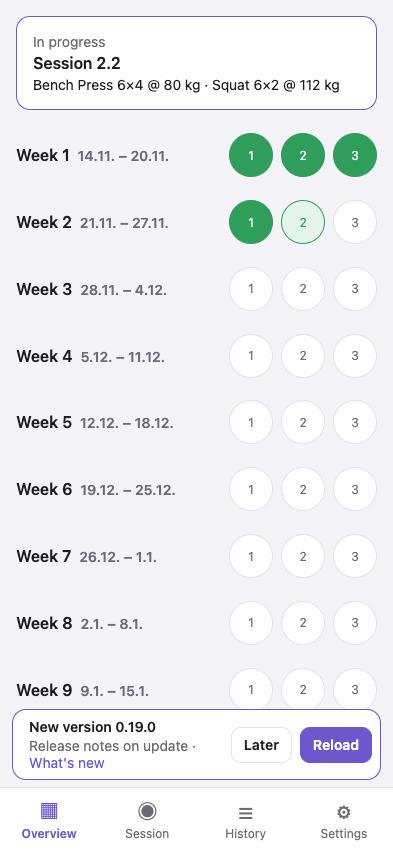 In progress
Session 2.2
Bench Press 6×4 @ 80 kg · Squat 6×2 @ 112 kg
Week 1 14.11. – 20.11. 1 2 3
Week 2 21.11. – 27.11. 1 2 3
Week 3 28.11. – 4.12. 1 2 3
Week 4 5.12. – 11.12. 1 2 3
Week 5 12.12. – 18.12. 1 2 3
Week 6 19.12. – 25.12. 1 2 3
Week 7 26.12. – 1.1. 1 2 3
Week 8 2.1. – 8.1. 1 2 3
Week 9 9.1. – 15.1. 1 2 3
New version 0.19.0
Release notes on update ·
What's new
Later Reload
Overview Session History Settings